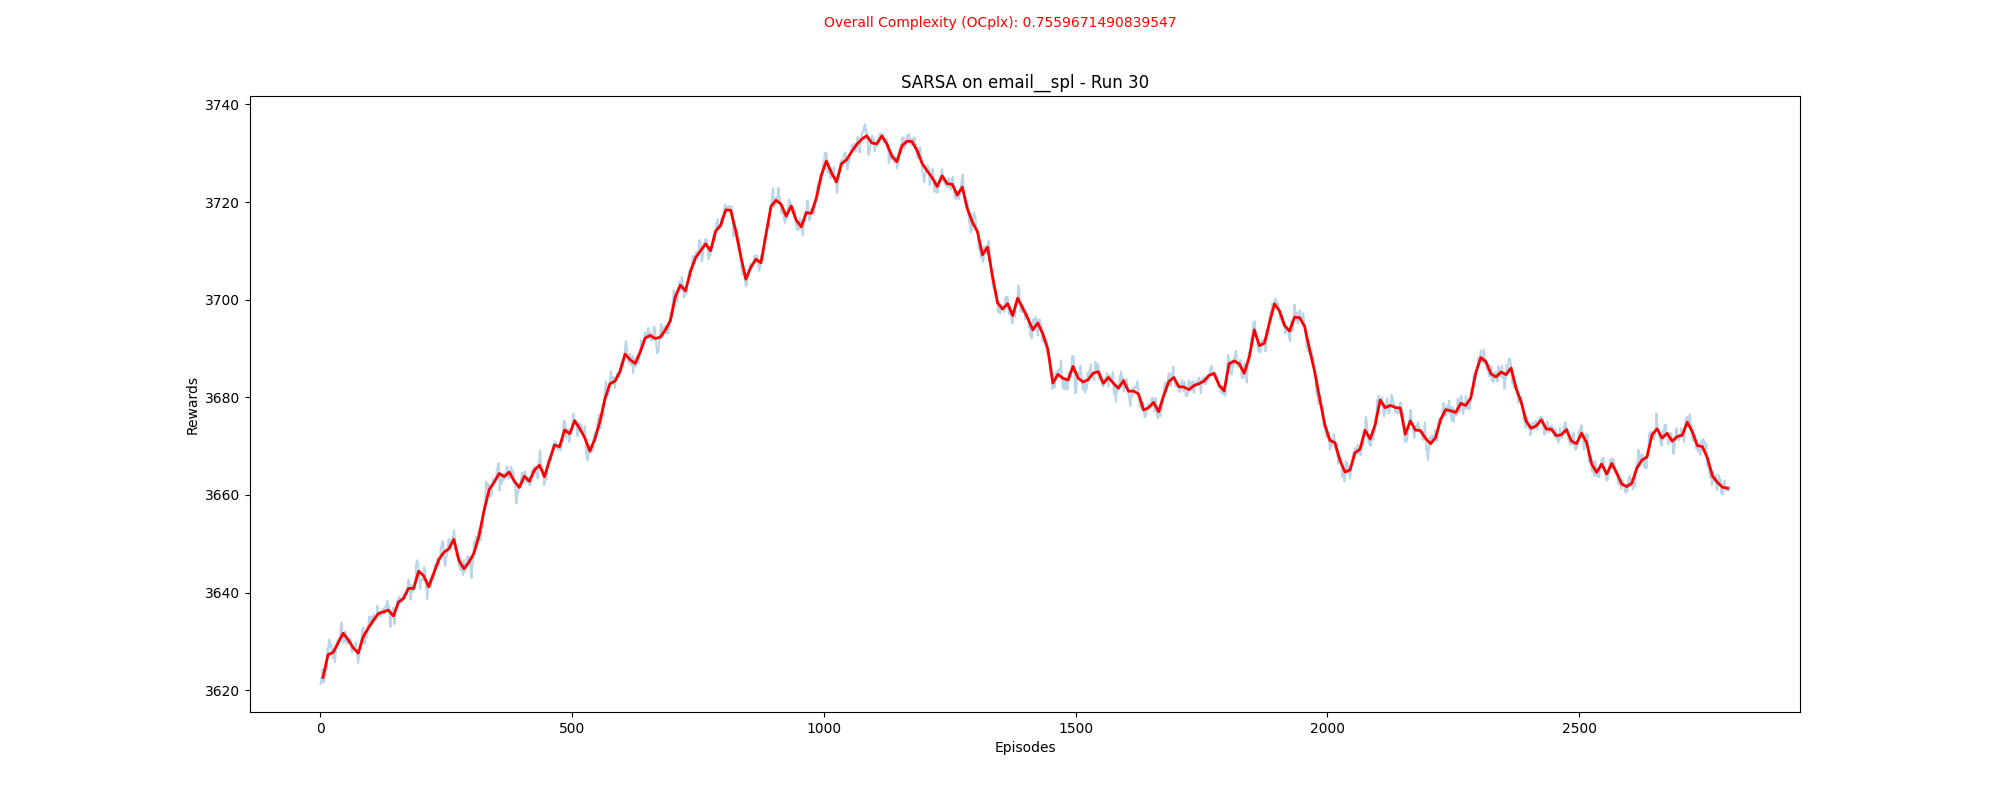 Overall Complexity (OCplx): 0.7559671490839547
SARSA on email__spl - Run 30
3740
3720
3700
3680
3660
3640
3620
Rewards
0 500 1000 1500 2000 2500
Episodes